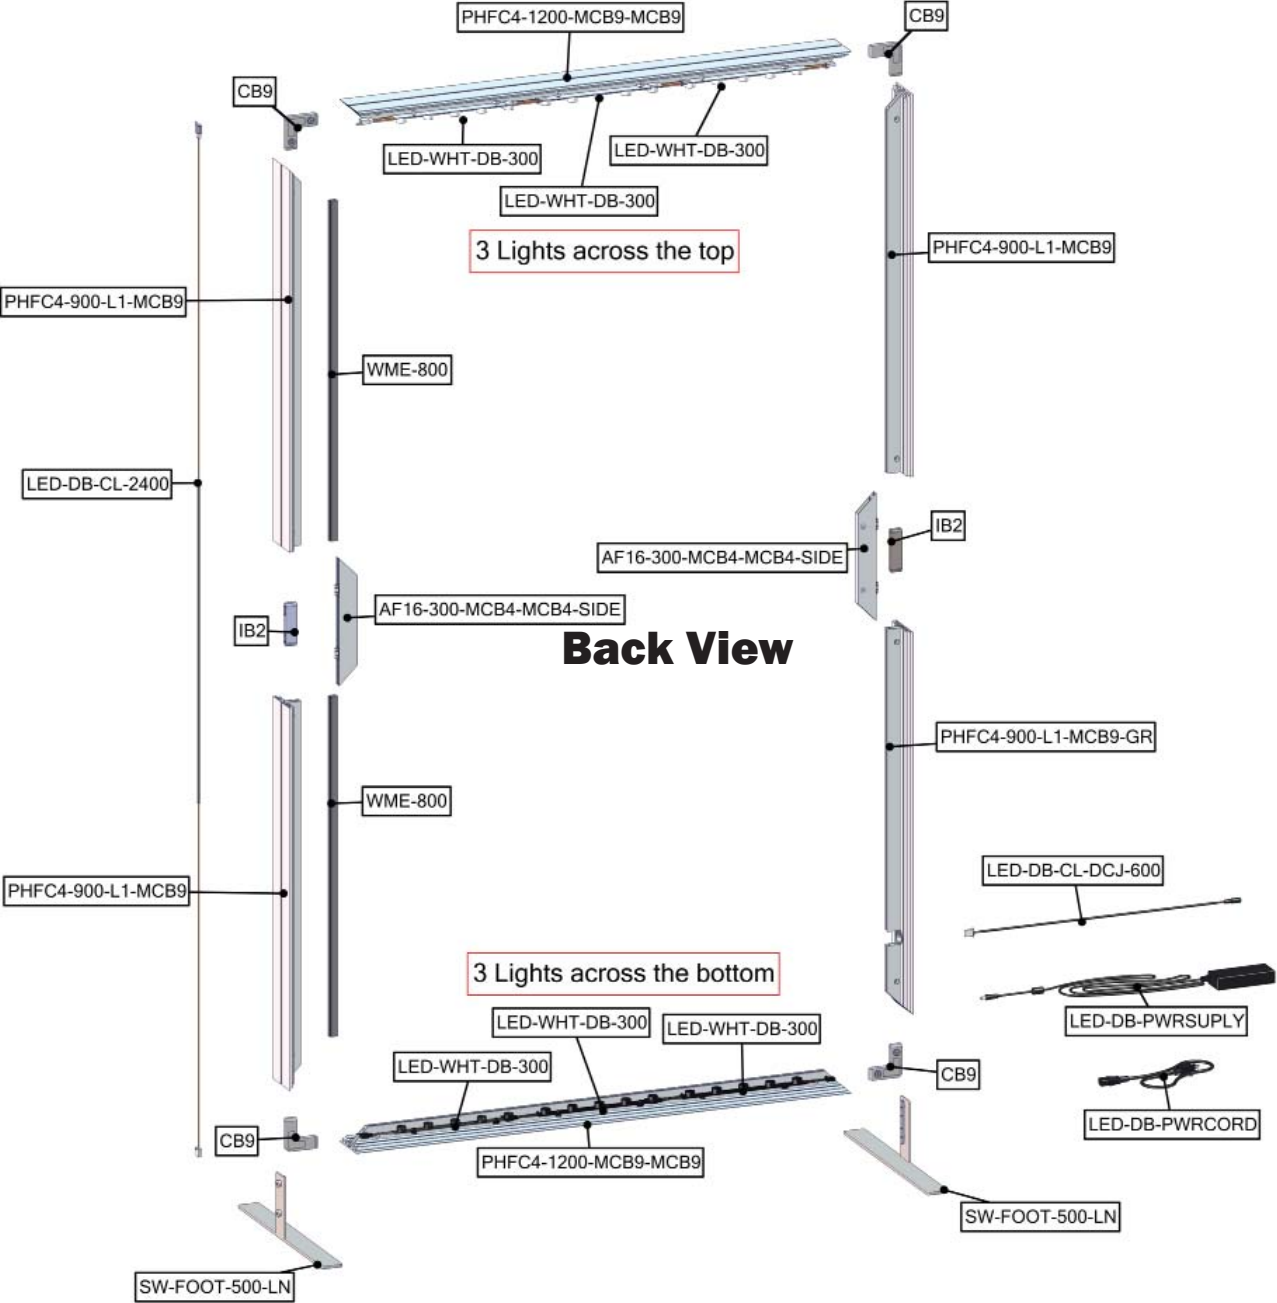 PHFC4-1200-MCB9-MCB9
CB9
CB9
LED-WHT-DB-300
LED-WHT-DB-300
LED-WHT-DB-300
3 Lights across the top
PHFC4-900-L1-MCB9
PHFC4-900-L1-MCB9
WME-800
LED-DB-CL-2400
IB2
AF16-300-MCB4-MCB4-SIDE
AF16-300-MCB4-MCB4-SIDE
IB2
Back View
PHFC4-900-L1-MCB9-GR
WME-800
LED-DB-CL-DCJ-600
PHFC4-900-L1-MCB9
3 Lights across the bottom
LED-DB-PWRSUPLY
LED-WHT-DB-300
LED-WHT-DB-300
LED-WHT-DB-300
CB9
LED-DB-PWRCORD
CB9
PHFC4-1200-MCB9-MCB9
SW-FOOT-500-LN
SW-FOOT-500-LN